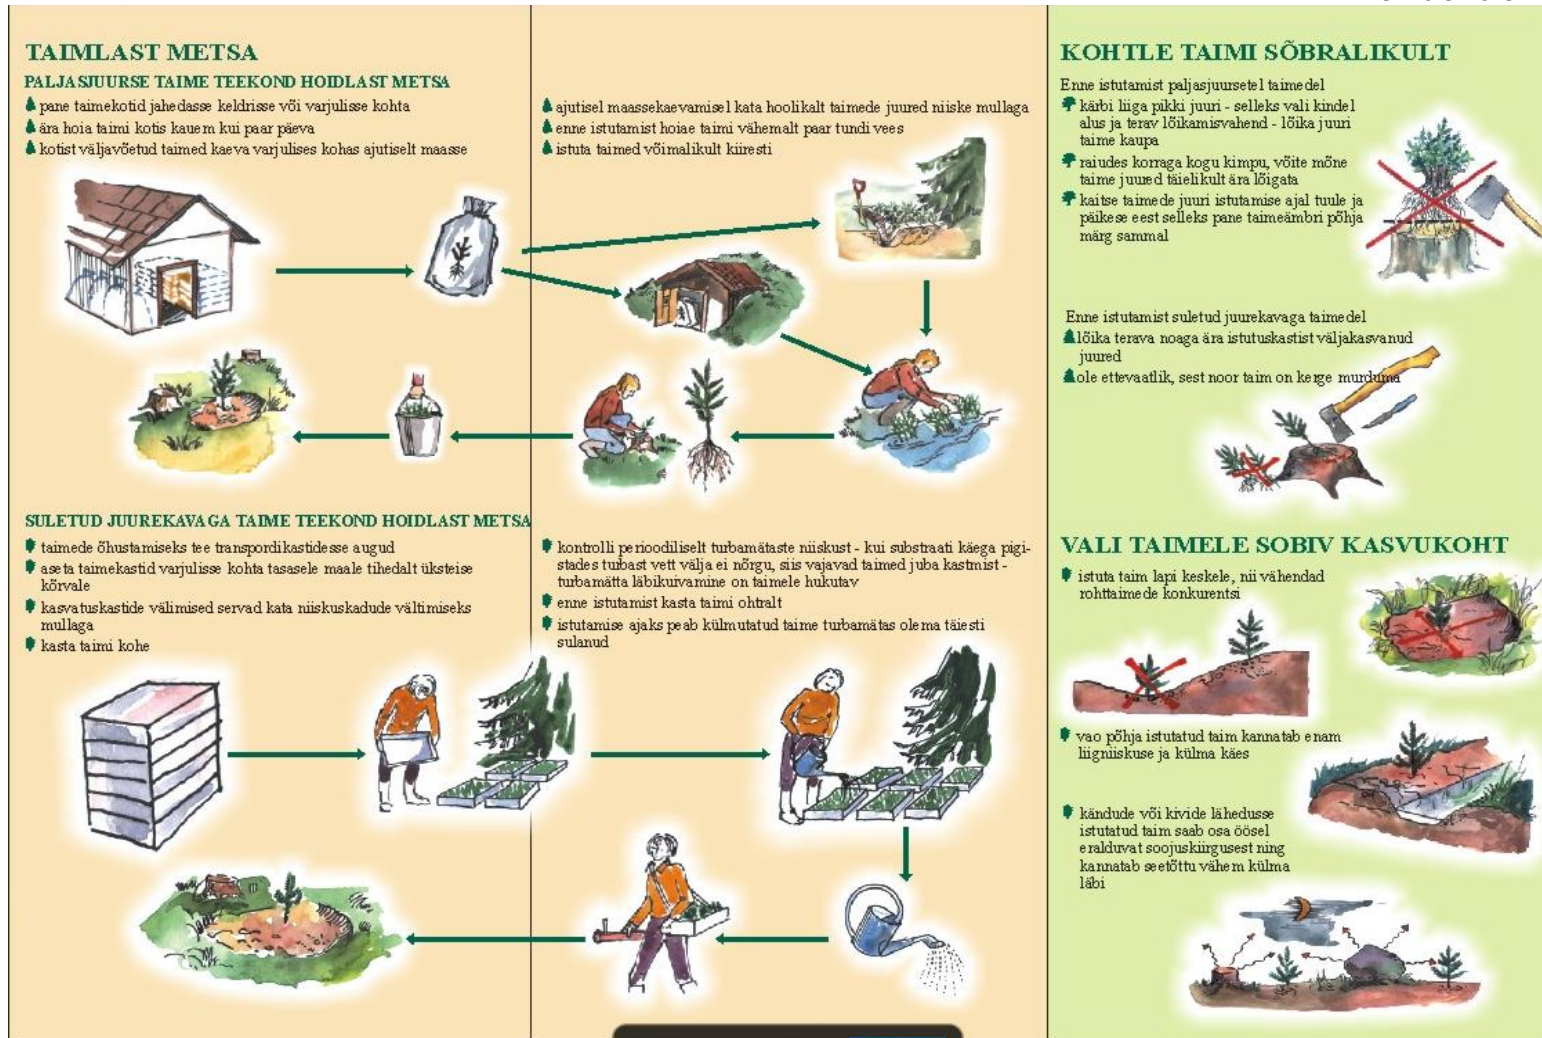 TAIMLAST METSA
PALJASJUURSE TAIME TEEKOND HOIDLAST METSA
pane taimekotid jahedasse keldrisse või varjulisse kohta
ära hoia taimi kotis kauem kui paar päeva
kotist väljavõetud taimed kaeva varjulises kohas ajutiselt maasse
ajutisel maassekaevamisel kata hoolikalt taimede juured niiske mullaga
enne istutamist hoiae taimi vähemalt paar tundi vees
istuta taimed võimalikult kiiresti
SULETUD JUUREKAVAGA TAIME TEEKOND HOIDLAST METSA
taimede õhustamiseks tee transpordikastidesse augud
aseta taimekastid varjulisse kohta tasasele maale tihedalt üksteise
kõrvale
kasvatuskastide välimised servad kata niiskuskadude vältimiseks
mullaga
kasta taimi kohe
kontrolli perioodiliselt turbamätaste niiskust - kui substraati käega pigi-
stades turbast vett välja ei nõrgu, siis vajavad taimed juba kastmist -
turbamätta läbikuivamine on taimele hukutav
enne istutamist kasta taimi ohtralt
istutamise ajaks peab külmutatud taime turbamätas olema täiesti
sulanud
KOHTLE TAIMI SÕBRALIKULT
Enne istutamist paljasjuursetel taimedel
kärbi liiga pikki juuri - selleks vali kindel
alus ja terav lõikamisvahend - lõika juuri
taime kaupa
raiudes korraga kogu kimpu, võite mõne
taime juured täielikult ära lõigata
kaitse taimede juuri istutamise ajal tuule ja
päikese eest selleks pane taimeämbri põhja
märg sammal
Enne istutamist suletud juurekavaga taimedel
lõika terava noaga ära istutuskastist väljakasvanud
juured
ole ettevaatlik, sest noor taim on kerge murduma
VALI TAIMELE SOBIV KASVUKOHT
istuta taim lapi keskele, nii vähendad
rohttaimede konkurentsi
vao põhja istutatud taim kannatab enam
liigniiskuse ja külma käes
kändude või kivide lähedusse
istutatud taim saab osa öösel
eralduvat soojuskiirgusest ning
kannatab seetõttu vähem külma
läbi